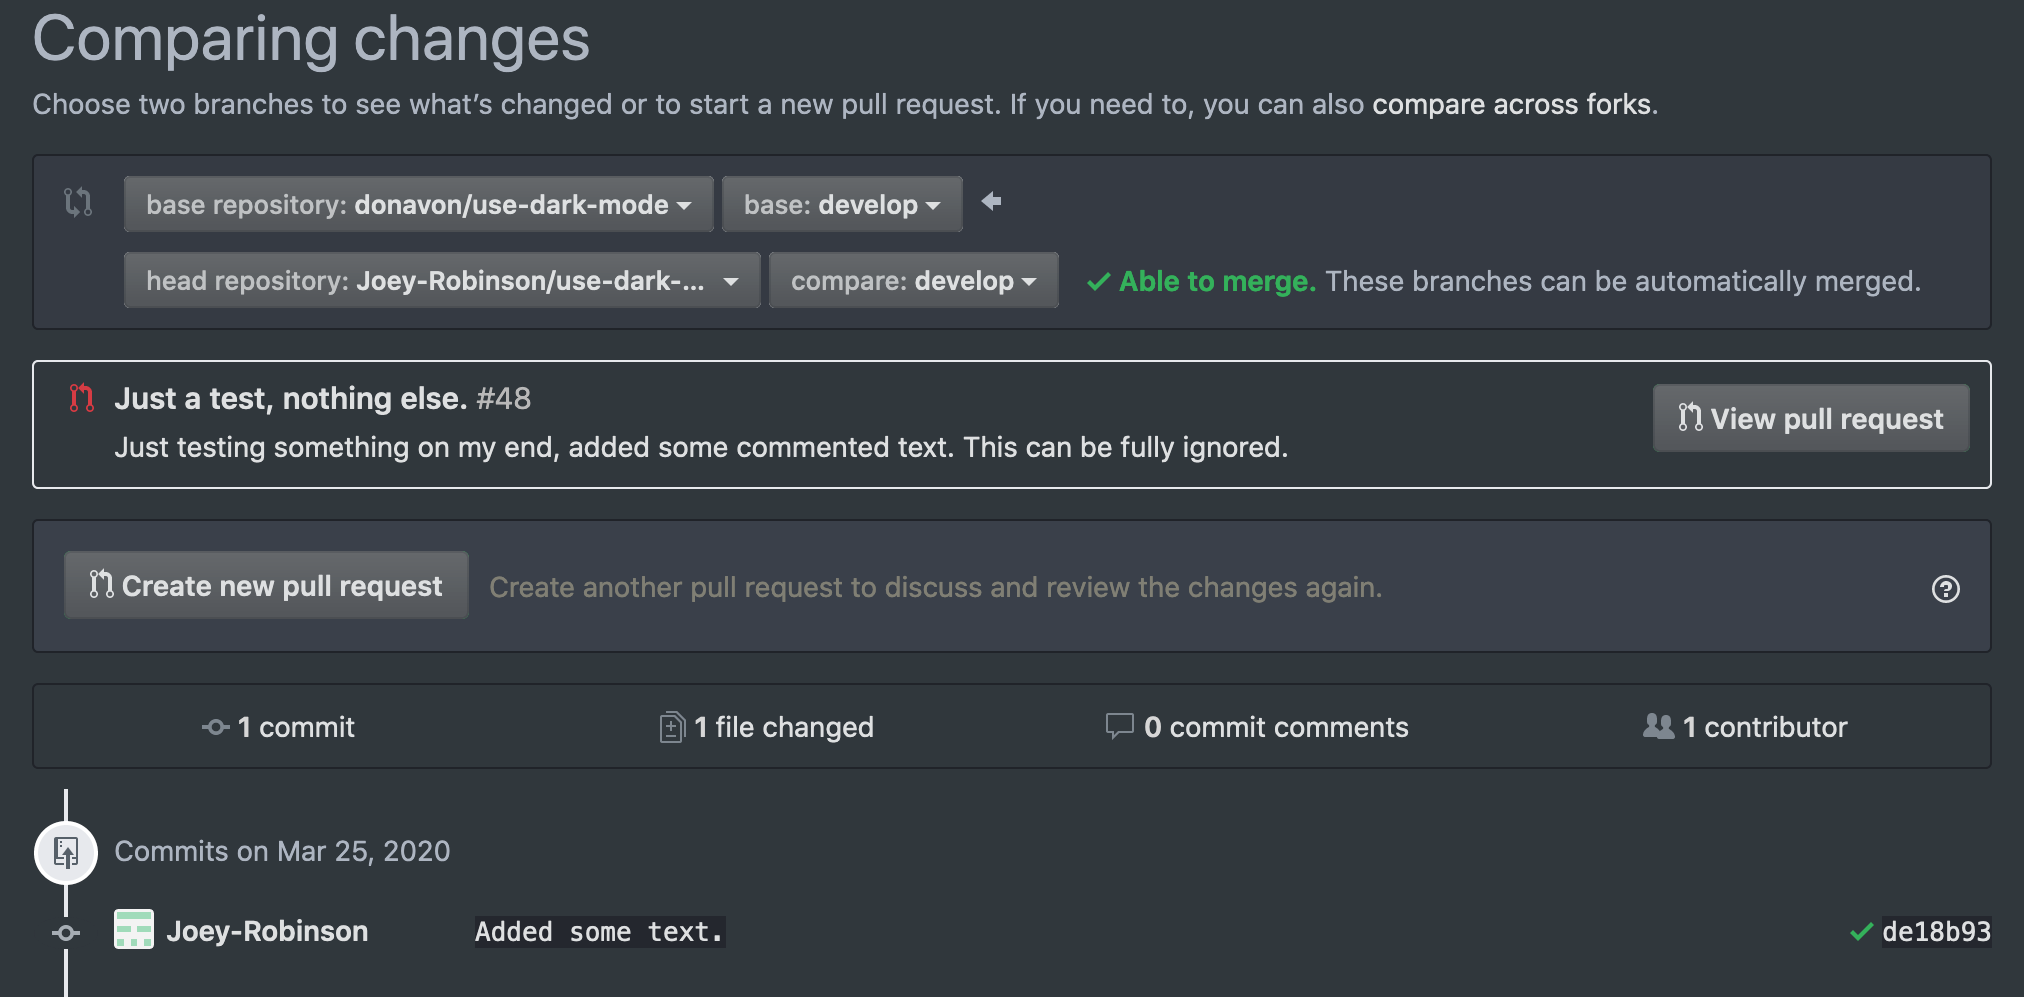 Comparing changes
Choose two branches to see what’s changed or to start a new pull request. If you need to, you can also compare across forks.
base repository: donavon/use-dark-mode base: develop
head repository: Joey-Robinson/use-dark-... compare: develop Able to merge. These branches can be automatically merged.
Just a test, nothing else. #48
View pull request
Just testing something on my end, added some commented text. This can be fully ignored.
Create new pull request Create another pull request to discuss and review the changes again.
1 commit 1 file changed 0 commit comments 1 contributor
Commits on Mar 25, 2020
Joey-Robinson Added some text. de18b93